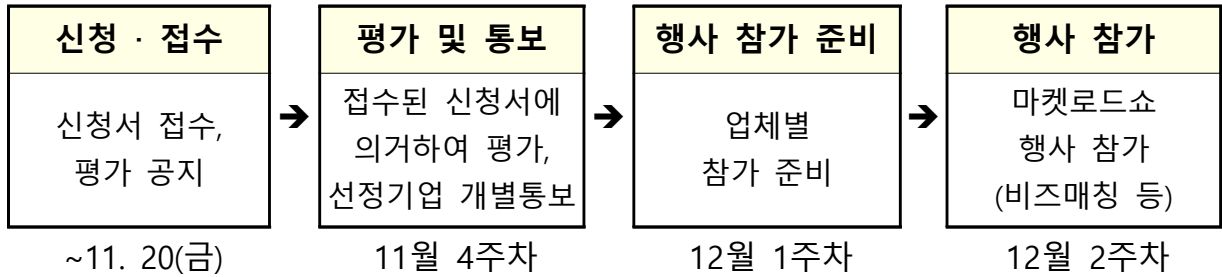 신청 · 접수
신청서 접수,
평가 공지
~11. 20(금)
➔
평가 및 통보
접수된 신청서에
의거하여 평가,
선정기업 개별통보
11월 4주차
➔
행사 참가 준비
업체별
참가 준비
12월 1주차
➔
행사 참가
마켓로드쇼
행사 참가
(비즈매칭 등)
12월 2주차